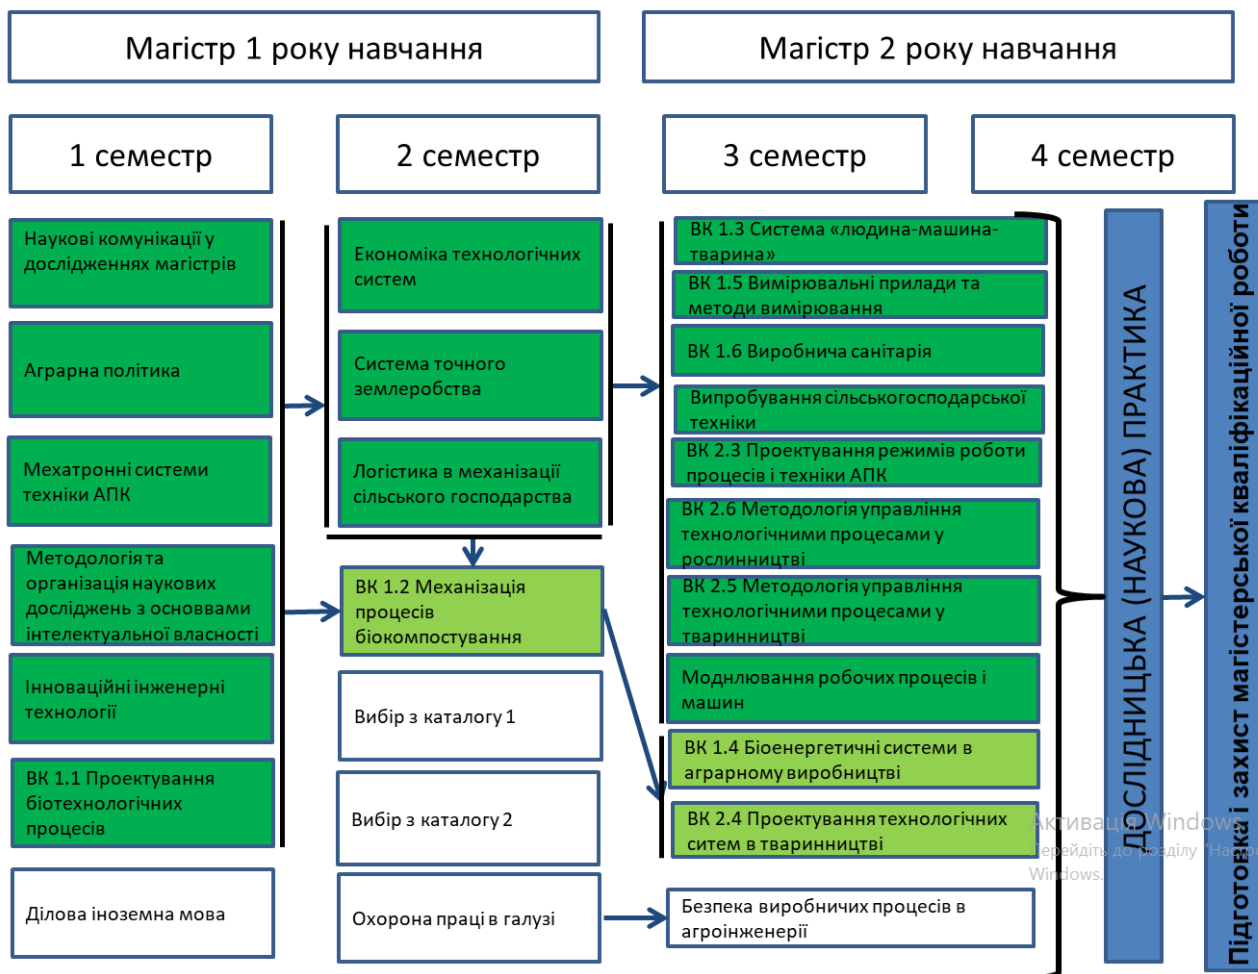 Магістр 1 року навчання
Магістр 2 року навчання
1 семестр
2 семестр
3 семестр
4 семестр
Наукові комунікації у
дослідженнях магістрів
Аграрна політика
Мехатронні системи
техніки АПК
Методологія та
організація наукових
досліджень з основвами
інтелектуальної власності
Інноваційні інженерні
технології
ВК 1.1 Проектування
біотехнологічних
процесів
Ділова іноземна мова
Економіка технологічних
систем
Система точного
землеробства
Логістика в механізації
сільського господарства
ВК 1.2 Механізація
процесів
біокомпостування
Вибір з каталогу 1
Вибір з каталогу 2
Охорона праці в галузі
ВК 1.3 Система «людина-машина-
тварина»
ВК 1.5 Вимірювальні прилади та
методи вимірювання
ВК 1.6 Виробнича санітарія
Випробування сільськогосподарської
техніки
ВК 2.3 Проектування режимів роботи
процесів і техніки АПК
ВК 2.6 Методологія управління
технологічними процесами у
рослинництві
ВК 2.5 Методологія управління
технологічними процесами у
тваринництві
Моднлювання робочих процесів і
машин
ВК 1.4 Біоенергетичні системи в
аграрному виробництві
ВК 2.4 Проектування технологічних
ситем в тваринництві
Безпека виробничих процесів в
агроінженерії
ДОСЛІДНИЦЬКА (НАУКОВА) ПРАКТИКА
Підготовка і захист магістерської кваліфікаційної роботи
Активація Windows
Перейдіть до розділу "Настро
Windows.